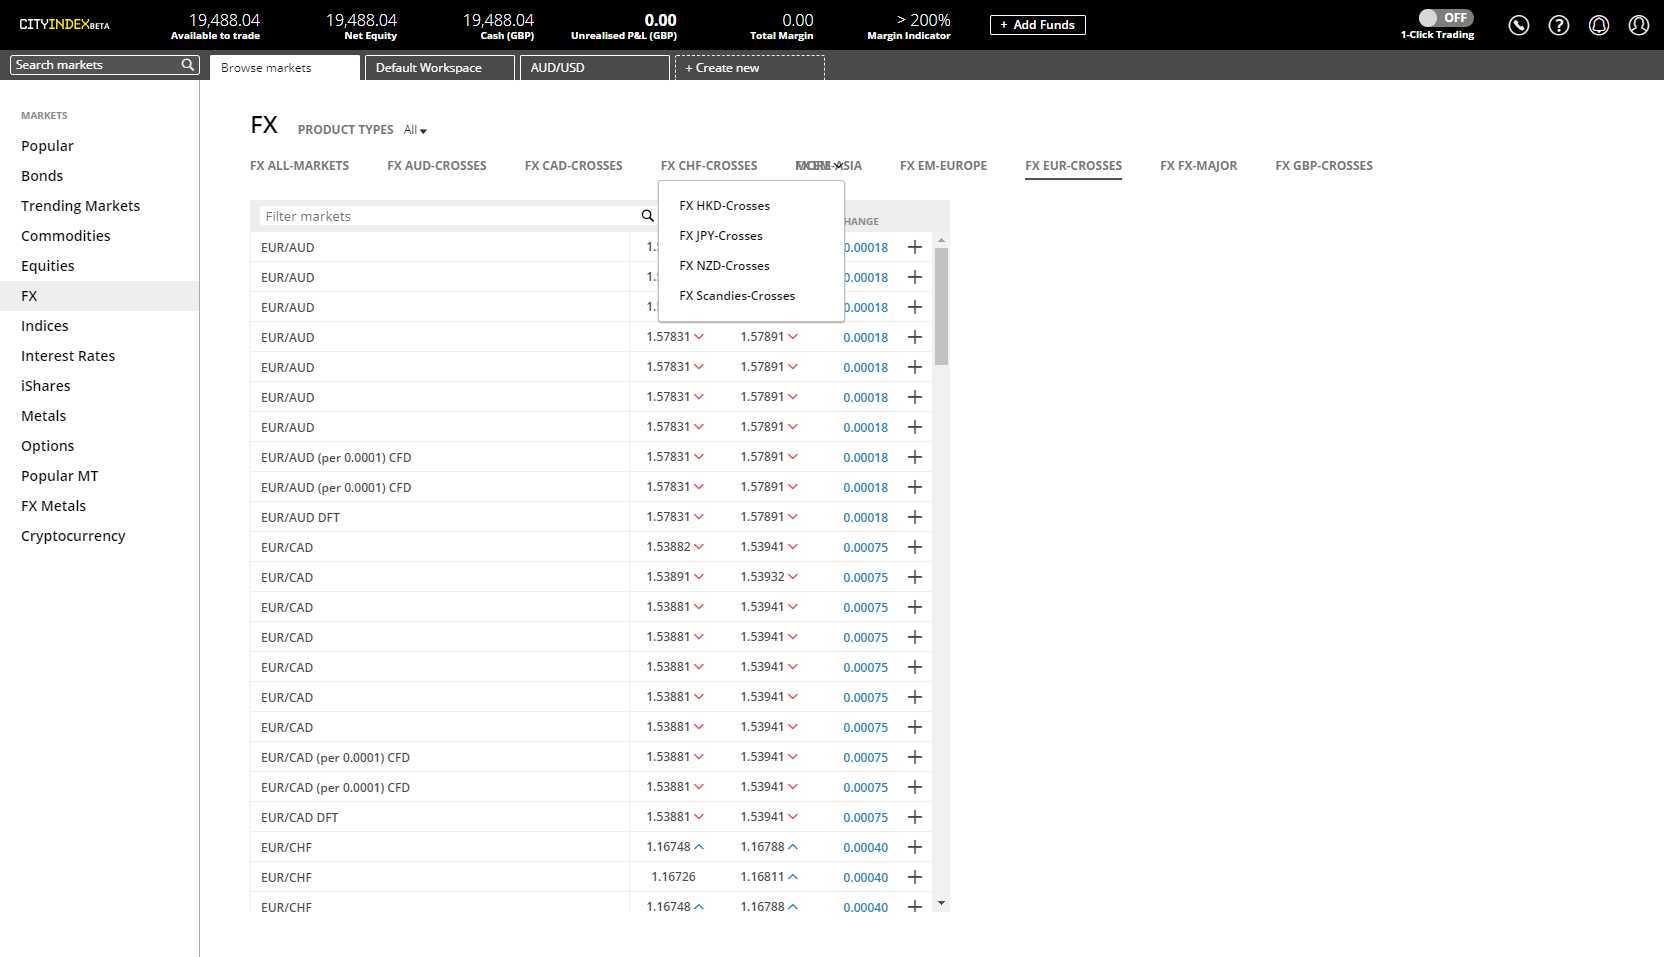 CITYINDEX BETA
19,488.04 19,488.04 19,488.04 0.00 0.00 > 200%
Available to trade Net Equity Cash (GBP) Unrealised P&L (GBP) Total Margin Margin Indicator
+ Add Funds
OFF
1-Click Trading
Search markets
Browse markets Default Workspace AUD/USD + Create new
MARKETS
Popular
Bonds
Trending Markets
Commodities
Equities
FX
Indices
Interest Rates
iShares
Metals
Options
Popular MT
FX Metals
Cryptocurrency
FX PRODUCT TYPES All
FX ALL-MARKETS FX AUD-CROSSES FX CAD-CROSSES FX CHF-CROSSES FX EM-EUROPE FX EUR-CROSSES FX FX-MAJOR FX GBP-CROSSES
FX HKD-Crosses
FX JPY-Crosses
FX NZD-Crosses
FX Scandies-Crosses
Filter markets HANGE
EUR/AUD 1. 0.00018
EUR/AUD 1. 0.00018
EUR/AUD 1. 0.00018
EUR/AUD 1.57831 1.57891 0.00018
EUR/AUD 1.57831 1.57891 0.00018
EUR/AUD 1.57831 1.57891 0.00018
EUR/AUD 1.57831 1.57891 0.00018
EUR/AUD (per 0.0001) CFD 1.57831 1.57891 0.00018
EUR/AUD (per 0.0001) CFD 1.57831 1.57891 0.00018
EUR/AUD DFT 1.57831 1.57891 0.00018
EUR/CAD 1.53882 1.53941 0.00075
EUR/CAD 1.53891 1.53932 0.00075
EUR/CAD 1.53881 1.53941 0.00075
EUR/CAD 1.53881 1.53941 0.00075
EUR/CAD 1.53881 1.53941 0.00075
EUR/CAD 1.53881 1.53941 0.00075
EUR/CAD 1.53881 1.53941 0.00075
EUR/CAD (per 0.0001) CFD 1.53881 1.53941 0.00075
EUR/CAD (per 0.0001) CFD 1.53881 1.53941 0.00075
EUR/CAD DFT 1.53881 1.53941 0.00075
EUR/CHF 1.16748 1.16788 0.00040
EUR/CHF 1.16726 1.16811 0.00040
EUR/CHF 1.16748 1.16788 0.00040